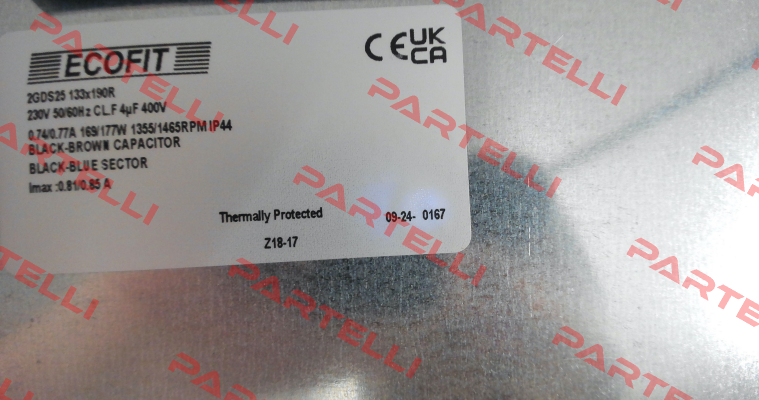 ECOFIT
CE UK
CA
2GDS25 133x190R
230V 50/60Hz CL.F 4µF 400V
0.74/0.77A 169/177W 1355/1465RPM IP44
BLACK-BROWN CAPACITOR
BLACK-BLUE SECTOR
Imax :0.81/0.85 A
Thermally Protected 09-24- 0167
Z18-17
PARTELLI
PARTELLI
PARTELLI
PARTELLI
PARTELLI
PARTELLI
PARTELLI
PARTELLI
PARTELLI
PARTELLI
PARTELLI